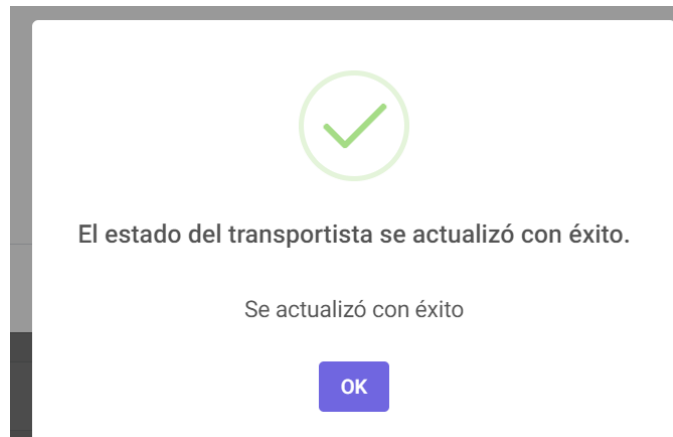 El estado del transportista se actualizó con éxito.
Se actualizó con éxito
OK